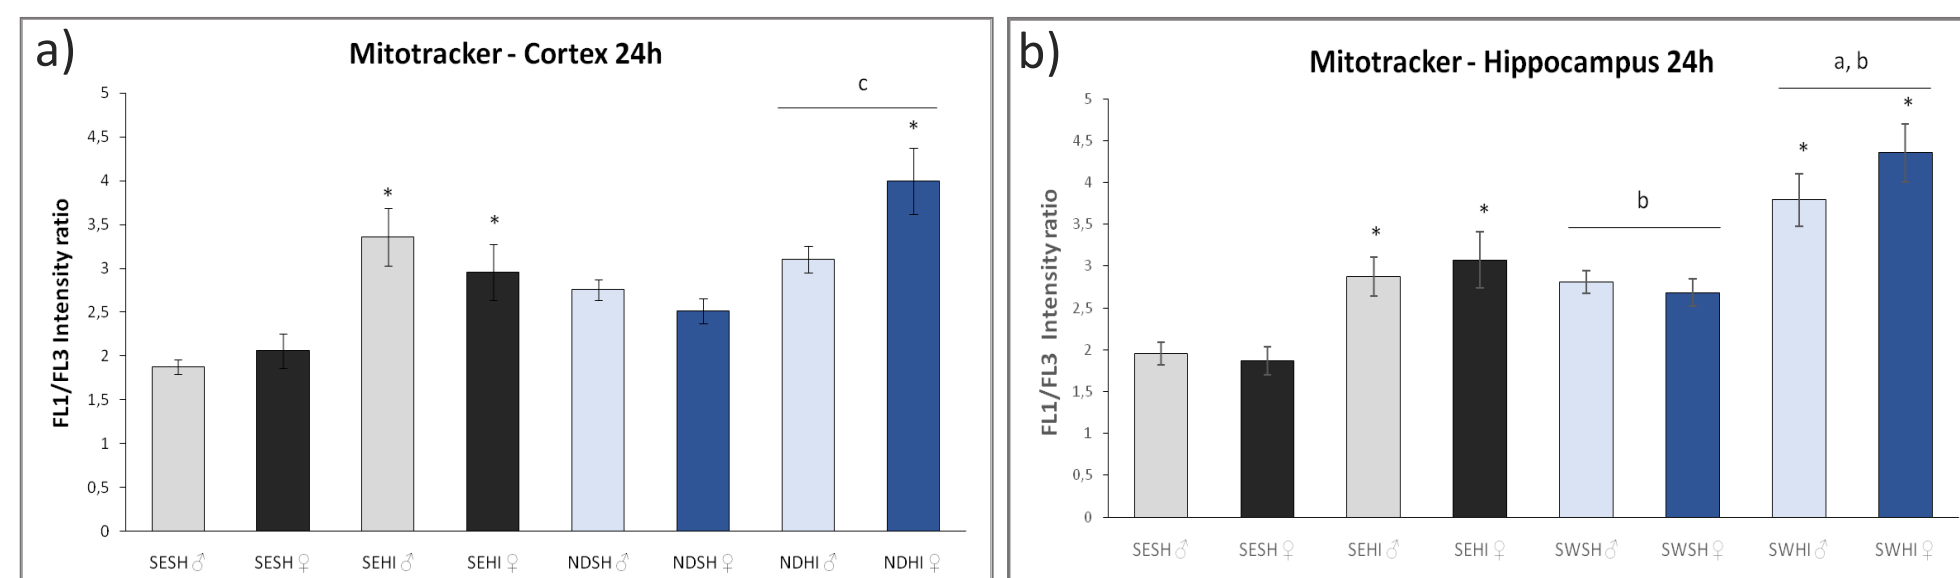 a)
Mitotracker - Cortex 24h
c
FL1/FL3 Intensity ratio
5
4,5
4
3,5
3
2,5
2
1,5
1
0,5
0
*
*
*
SESH ♂
SESH ♀
SEHI ♂
SEHI ♀
NDSH ♂
NDSH ♀
NDHI ♂
NDHI ♀
b)
Mitotracker - Hippocampus 24h
a, b
b
FL1/FL3 Intensity ratio
5
4,5
4
3,5
3
2,5
2
1,5
1
0,5
0
*
*
*
*
SESH ♂
SESH ♀
SEHI ♂
SEHI ♀
SWSH ♂
SWSH ♀
SWHI ♂
SWHI ♀